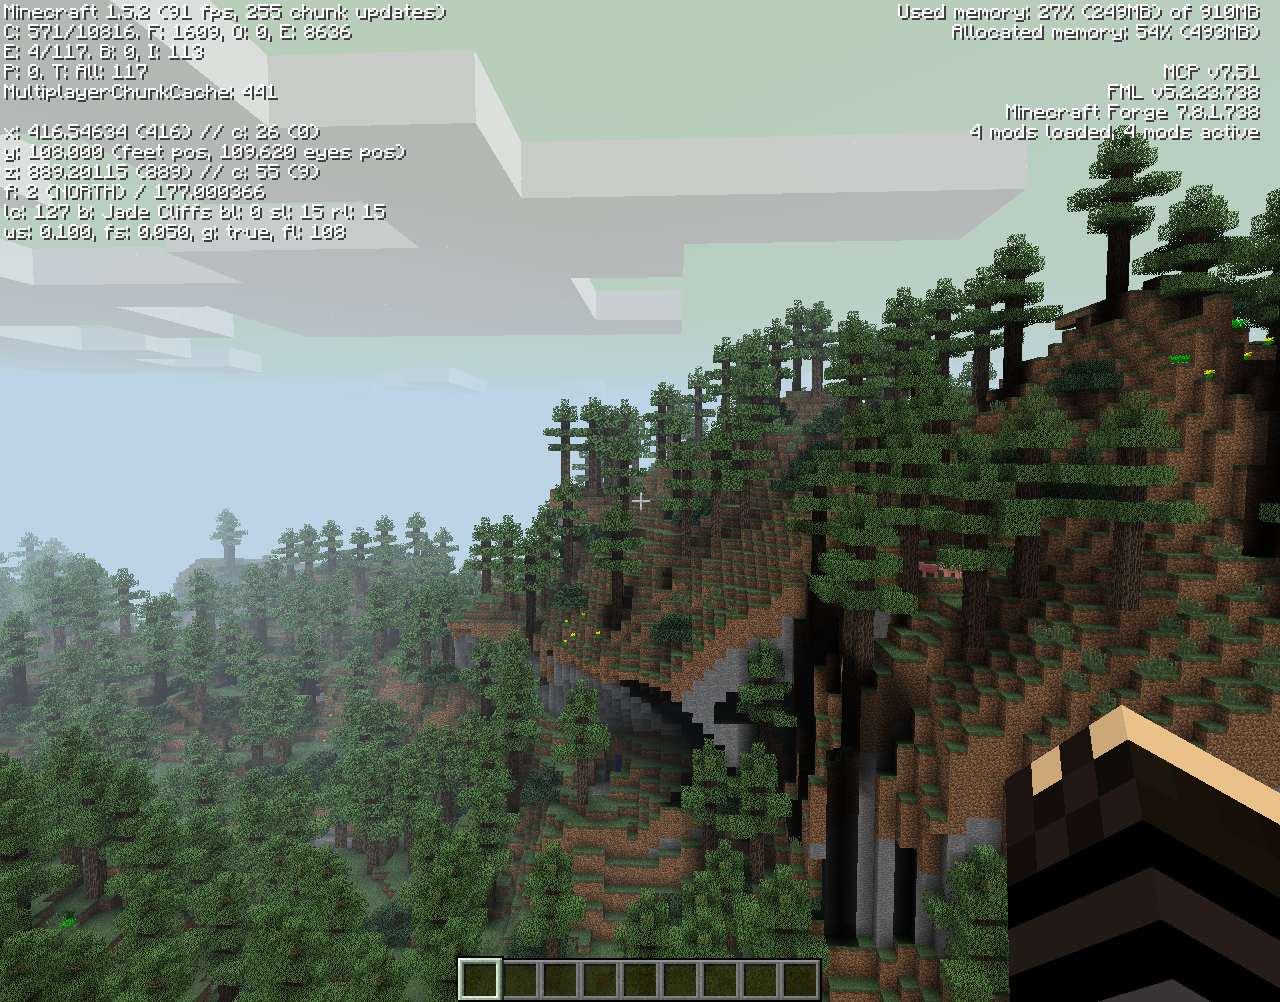 Minecraft 1.5.2 (91 fps, 255 chunk updates)
C: 571/10816. F: 1609, O: 0, E: 8636
E: 4/117. B: 0, I: 113
P: 0. T: All: 117
MultiplayerChunkCache: 441
x: 416.54634 (416) // c: 26 (0)
y: 108.000 (feet pos, 109.620 eyes pos)
z: 889.20115 (889) // c: 55 (9)
f: 2 (NORTH) / 177.000366
lc: 127 b: Jade Cliffs bl: 0 sl: 15 rl: 15
ws: 0.100, fs: 0.050, g: true, fl: 108
Used memory: 27% (249MB) of 910MB
Allocated memory: 54% (493MB)
MCP v7.51
FML v5.2.23.738
Minecraft Forge 7.8.1.738
4 mods loaded, 4 mods active